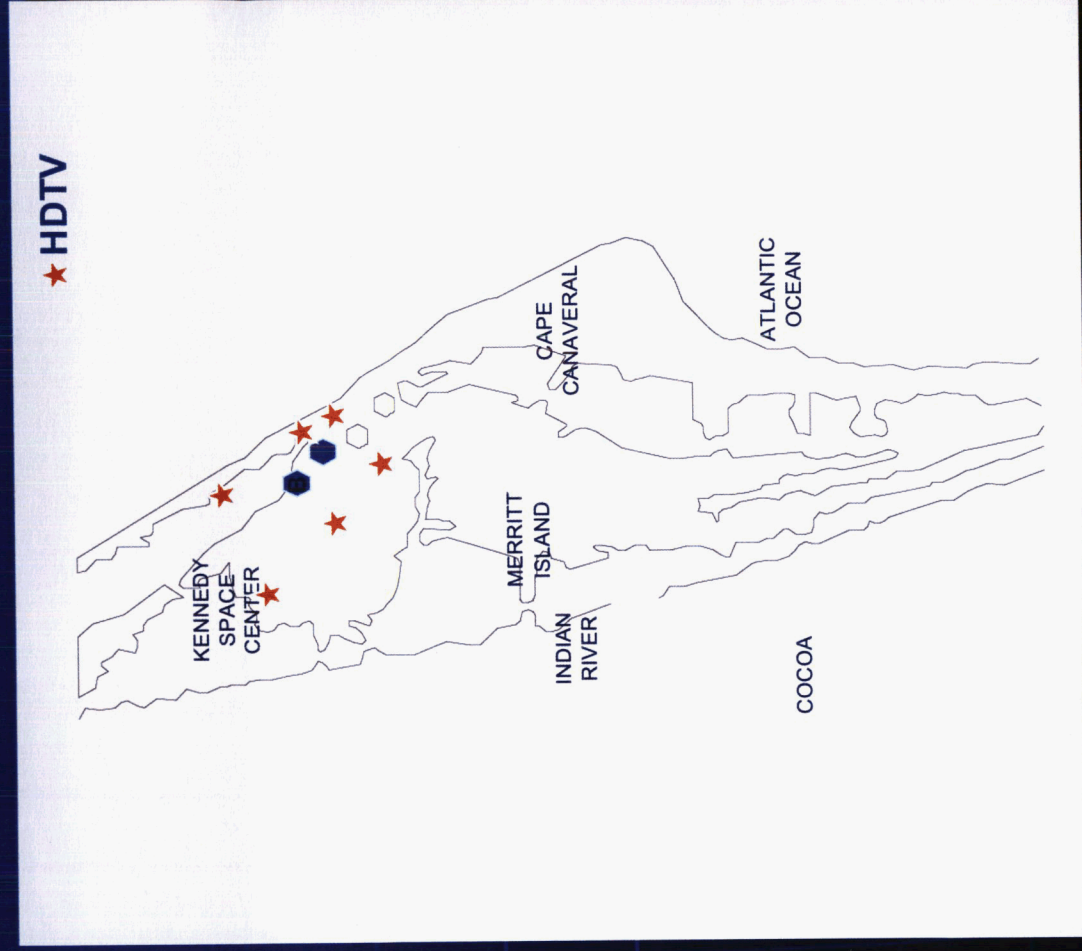 ★ HDTV
KENNEDY
SPACE
CENTER
CAPE
CANAVERAL
MERRITT
ISLAND
INDIAN
RIVER
ATLANTIC
OCEAN
COCOA